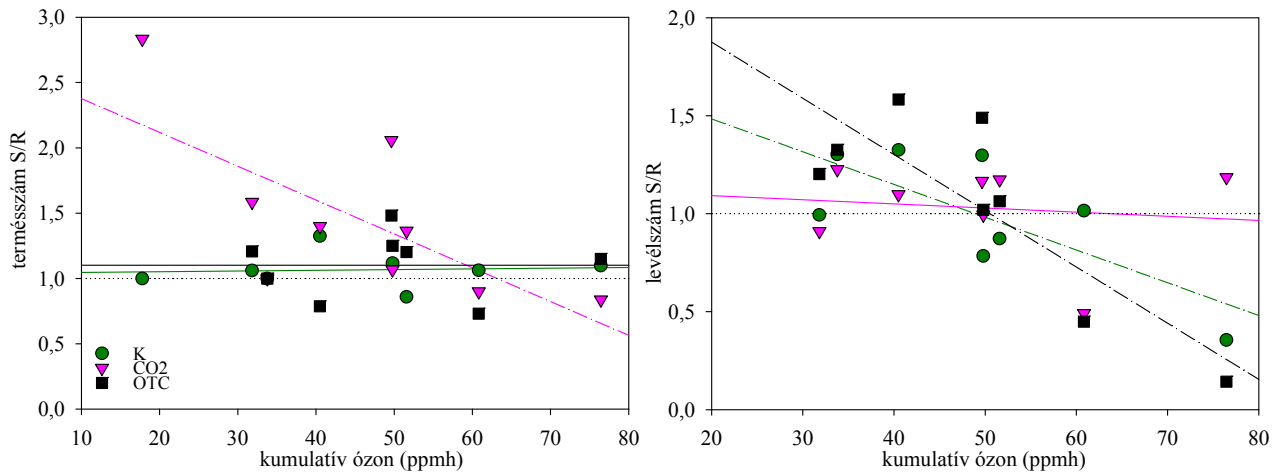 3,0
2,5
2,0
1,5
1,0
0,5
0,0
termésszám S/R
K
CO2
OTC
10 20 30 40 50 60 70 80
kumulatív ózon (ppmh)
2,0
1,5
1,0
0,5
0,0
levélszám S/R
20 30 40 50 60 70 80
kumulatív ózon (ppmh)